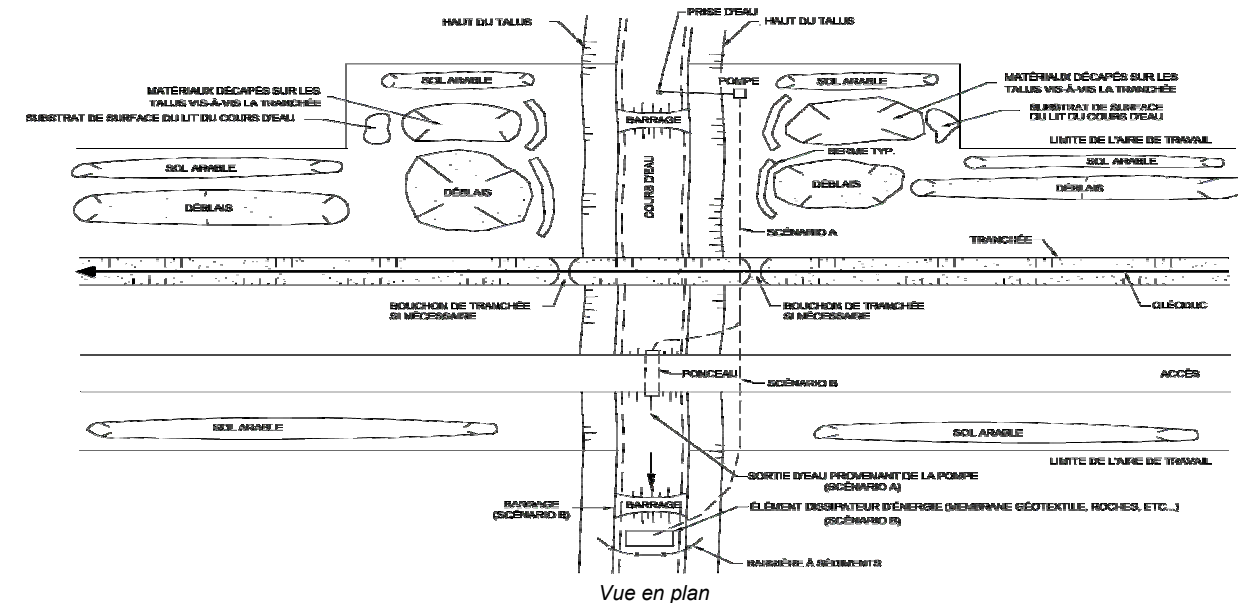 PRISE D'EAU
HAUT DU TALUS
HAUT DU TALUS
SOL ARABLE
POMPE
SOL ARABLE
MATÉRIAUX DÉCAPÉS SUR LES
TALUS VIS-À-VIS LA TRANCHÉE
MATÉRIAUX DÉCAPÉS SUR LES
TALUS VIS-À-VIS LA TRANCHÉE
SUBSTRAT DE SURFACE DU LIT DU COURS D'EAU
BARRAGE
SUBSTRAT DE SURFACE
DU LIT DU COURS D'EAU
LIMITE DE L'AIRE DE TRAVAIL
BERME TYP.
SOL ARABLE
SOL ARABLE
DÉBLAIS
DÉBLAIS
COURS D'EAU
DÉBLAIS
DÉBLAIS
SCÉNARIO A
TRANCHÉE
BOUCHON DE TRANCHÉE
SI NÉCESSAIRE
BOUCHON DE TRANCHÉE
SI NÉCESSAIRE
OLÉODUC
PONCEAU
SCÉNARIO B
ACCÈS
SOL ARABLE
SOL ARABLE
LIMITE DE L'AIRE DE TRAVAIL
SORTIE D'EAU PROVENANT DE LA POMPE
(SCÉNARIO A)
BARRAGE
(SCÉNARIO B)
BARRAGE
ÉLÉMENT DISSIPATEUR D'ÉNERGIE (MEMBRANE GÉOTEXTILE, ROCHES, ETC...)
(SCÉNARIO B)
BARRIÈRE À SÉDIMENTS
Vue en plan